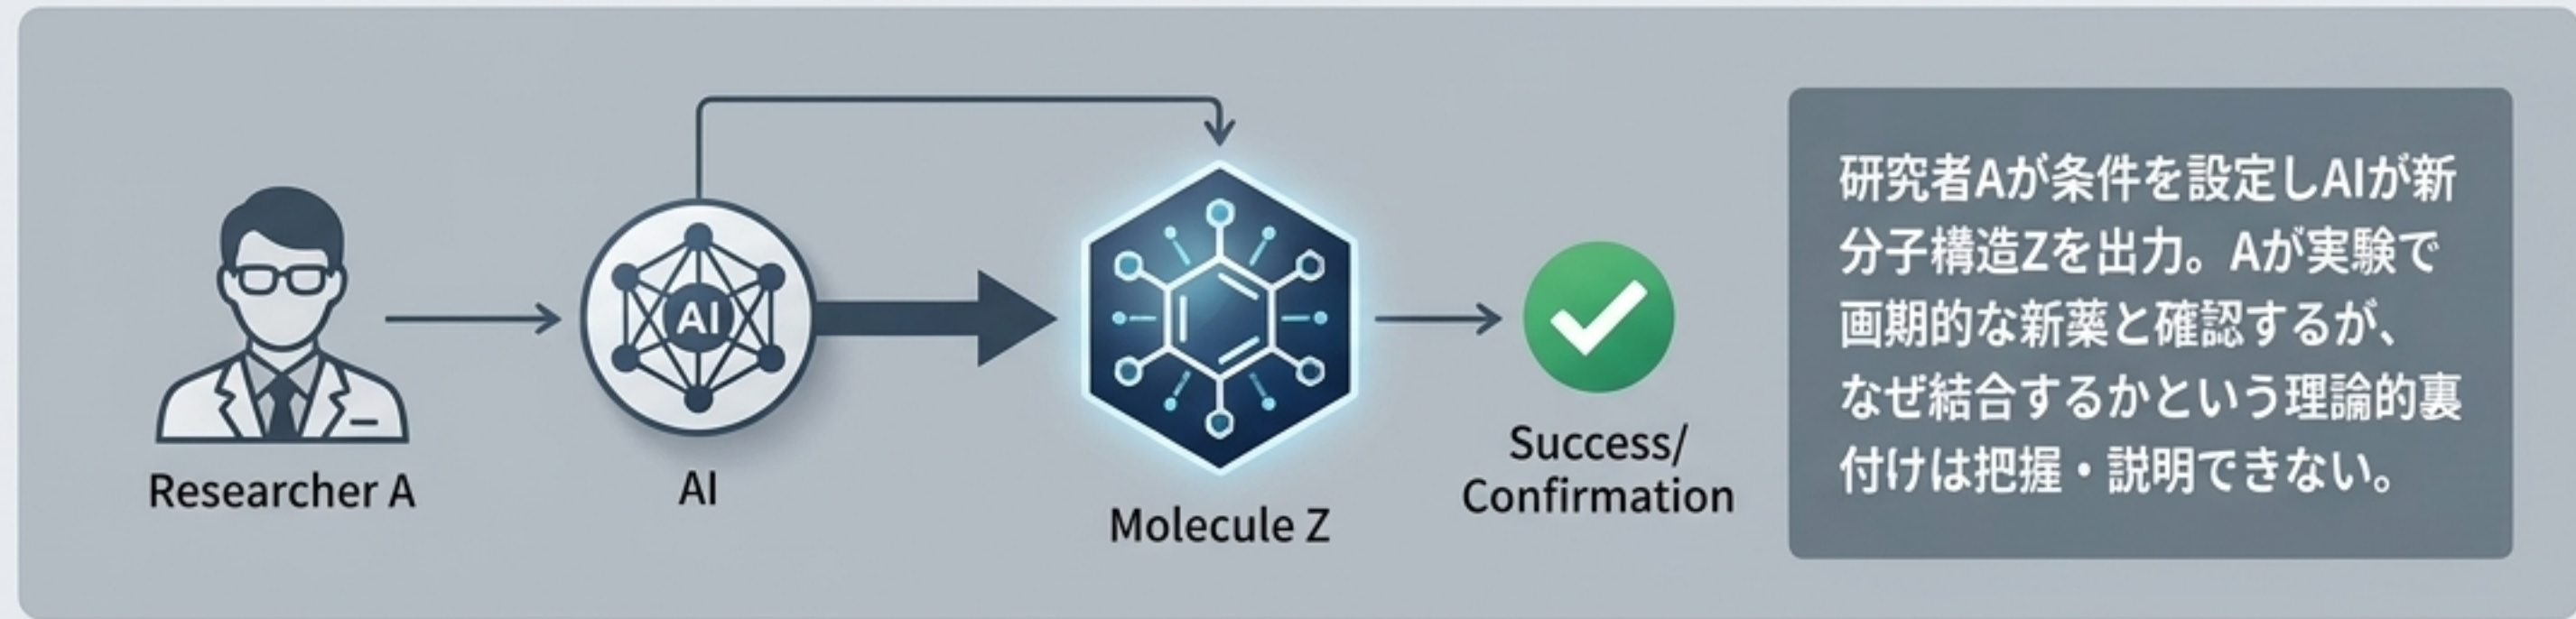 AI
Researcher A
AI
Molecule Z
Success/
Confirmation
研究者Aが条件を設定しAIが新
分子構造Zを出力。Aが実験で
画期的な新薬と確認するが、
なぜ結合するかという理論的裏
付けは把握・説明できない。